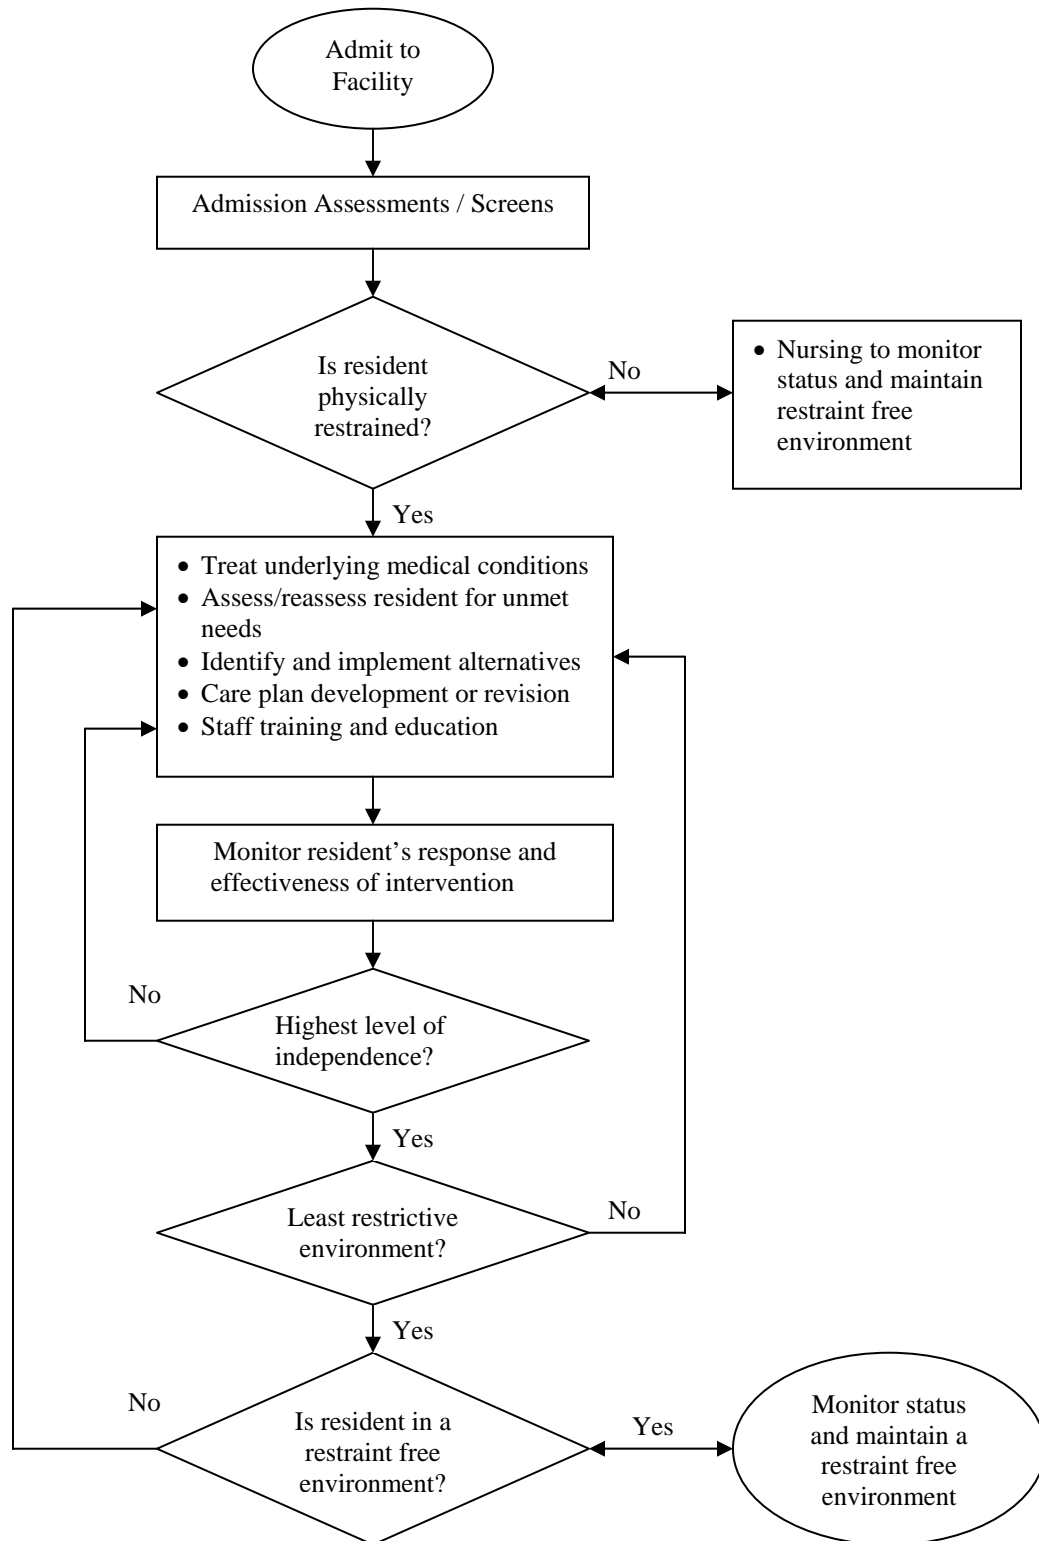 Admit to
Facility
Admission Assessments / Screens
Is resident
physically
restrained?
No
• Nursing to monitor
status and maintain
restraint free
environment
Yes
• Treat underlying medical conditions
• Assess/reassess resident for unmet
needs
• Identify and implement alternatives
• Care plan development or revision
• Staff training and education
Monitor resident’s response and
effectiveness of intervention
No
Highest level of
independence?
Yes
Least restrictive
environment?
No
Yes
No
Is resident in a
restraint free
environment?
Yes
Monitor status
and maintain a
restraint free
environment